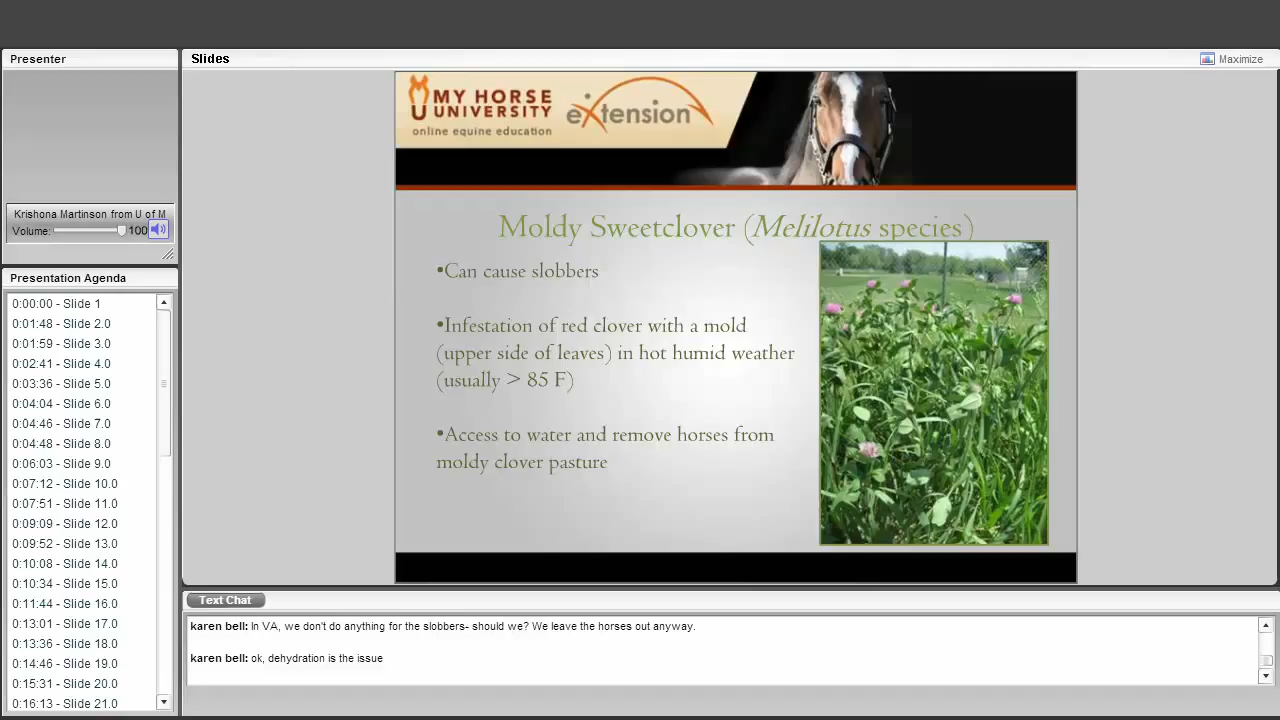 Presenter
Krishona Martinson from U of M
Volume: 100
Presentation Agenda
0:00:00 - Slide 1
0:01:48 - Slide 2.0
0:01:59 - Slide 3.0
0:02:41 - Slide 4.0
0:03:36 - Slide 5.0
0:04:04 - Slide 6.0
0:04:46 - Slide 7.0
0:04:48 - Slide 8.0
0:06:03 - Slide 9.0
0:07:12 - Slide 10.0
0:07:51 - Slide 11.0
0:09:09 - Slide 12.0
0:09:52 - Slide 13.0
0:10:08 - Slide 14.0
0:10:34 - Slide 15.0
0:11:44 - Slide 16.0
0:13:01 - Slide 17.0
0:13:36 - Slide 18.0
0:14:46 - Slide 19.0
0:15:31 - Slide 20.0
0:16:13 - Slide 21.0
Slides
Maximize
MY HORSE
UNIVERSITY
online equine education
eXtension
Moldy Sweetclover (Melilotus species)
•Can cause slobbers
•Infestation of red clover with a mold
(upper side of leaves) in hot humid weather
(usually > 85 F)
•Access to water and remove horses from
moldy clover pasture
Text Chat
karen bell: In VA, we don't do anything for the slobbers- should we? We leave the horses out anyway.
karen bell: ok, dehydration is the issue